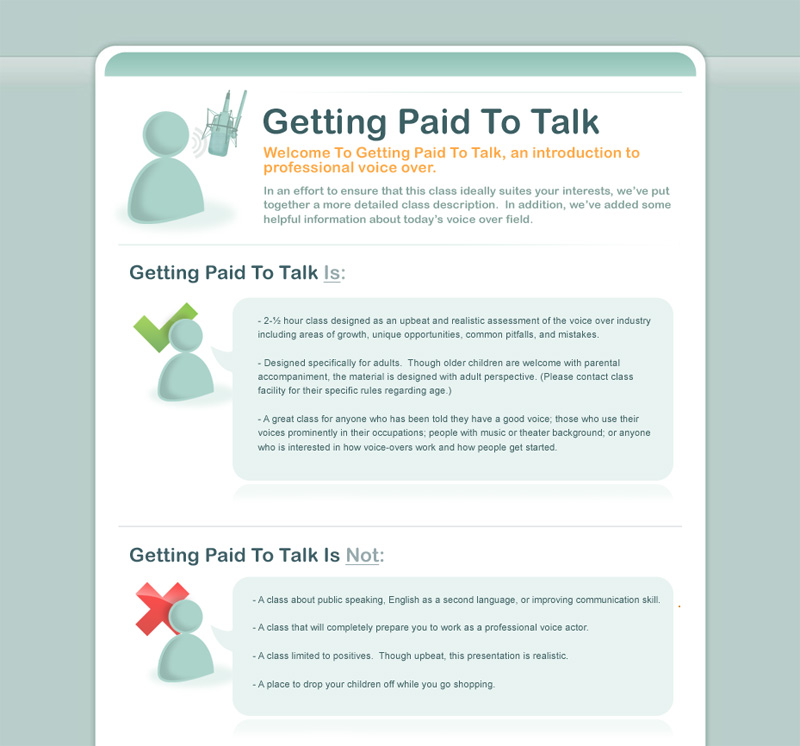 Getting Paid To Talk
Welcome To Getting Paid To Talk, an introduction to
professional voice over.
In an effort to ensure that this class ideally suites your interests, we've put
together a more detailed class description.  In addition, we've added some
helpful information about today's voice over field.
Getting Paid To Talk Is:
- 2-½ hour class designed as an upbeat and realistic assessment of the voice over industry
including areas of growth, unique opportunities, common pitfalls, and mistakes.
- Designed specifically for adults.  Though older children are welcome with parental
accompaniment, the material is designed with adult perspective. (Please contact class
facility for their specific rules regarding age.)
- A great class for anyone who has been told they have a good voice; those who use their
voices prominently in their occupations; people with music or theater background; or anyone
who is interested in how voice-overs work and how people get started.
Getting Paid To Talk Is Not:
- A class about public speaking, English as a second language, or improving communication skill.
- A class that will completely prepare you to work as a professional voice actor.
- A class limited to positives.  Though upbeat, this presentation is realistic.
- A place to drop your children off while you go shopping.